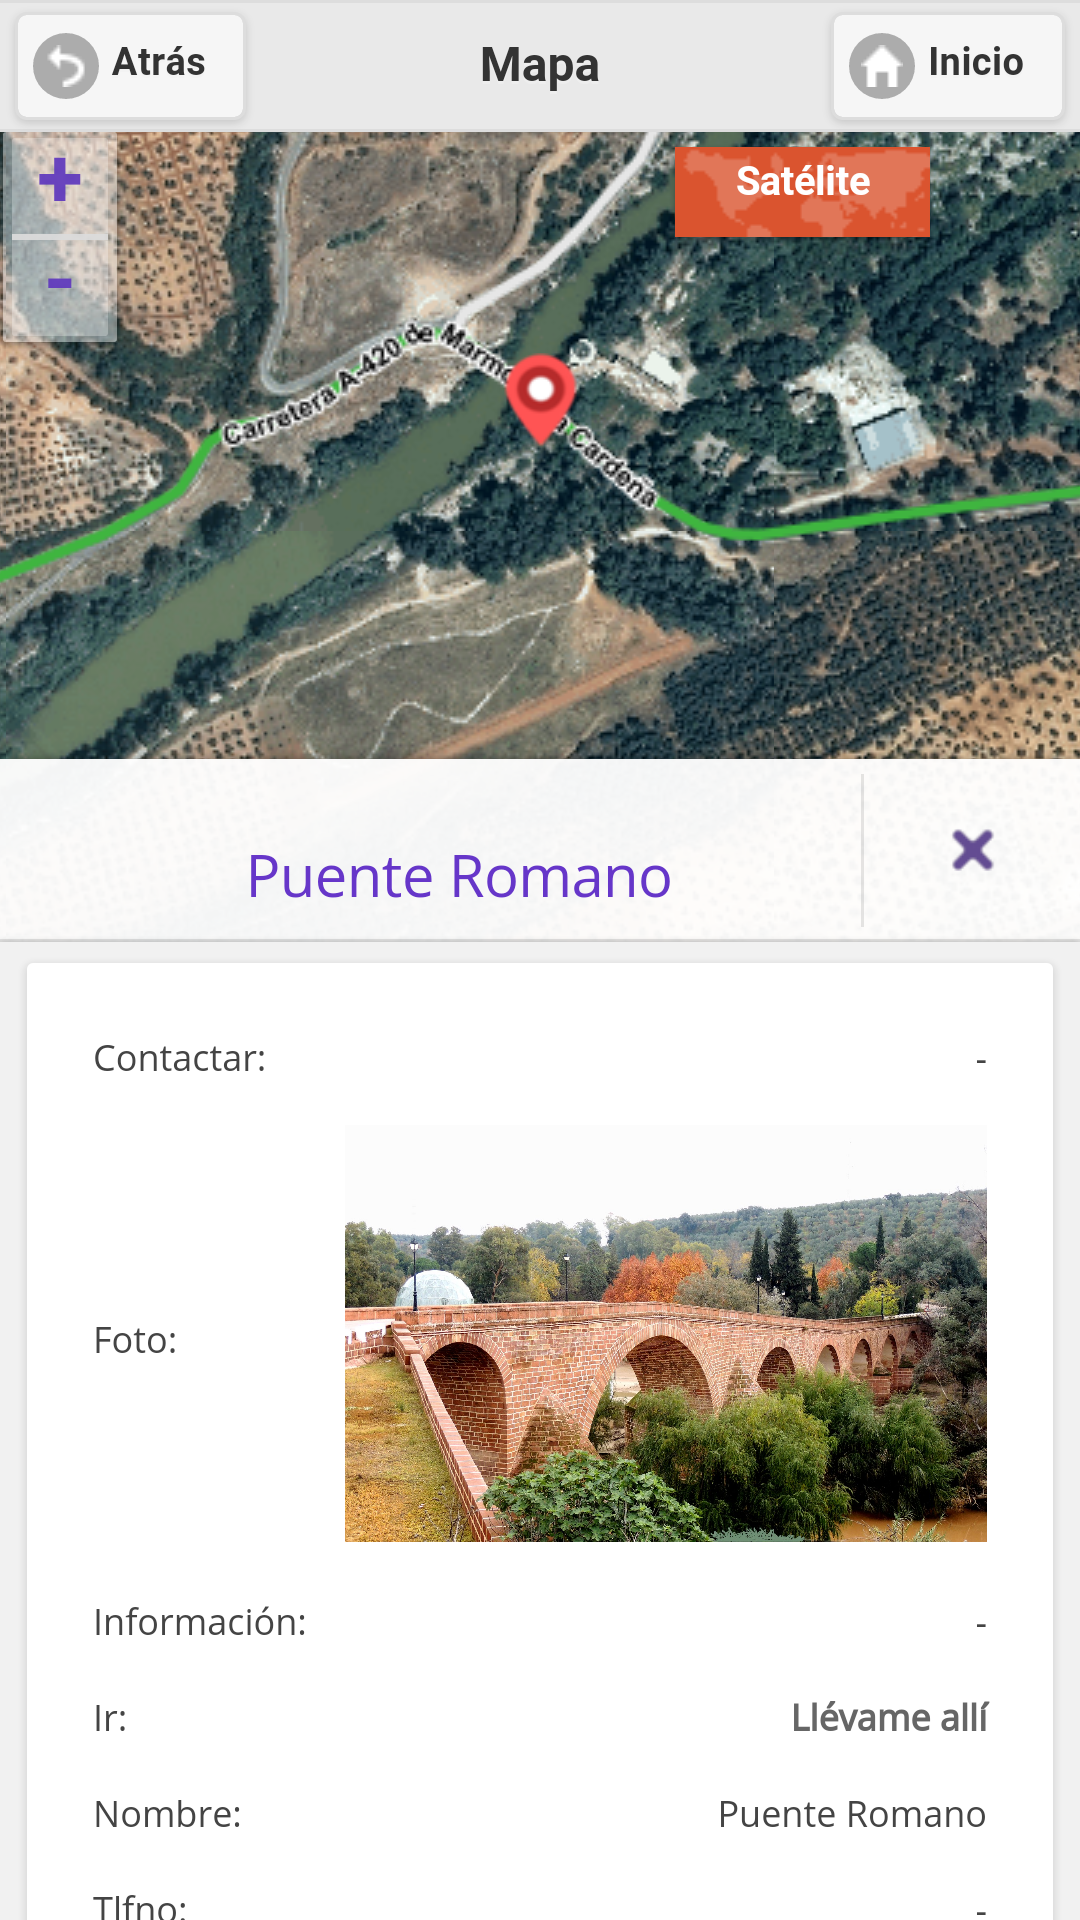 Atrás
Mapa
Inicio
+
Satélite
-
Carretera A-420 de Marmo
a Cardeña
Puente Romano
Contactar:
-
Foto:
Información:
-
Ir:
Llévame allí
Nombre:
Puente Romano
Tlfno:
-